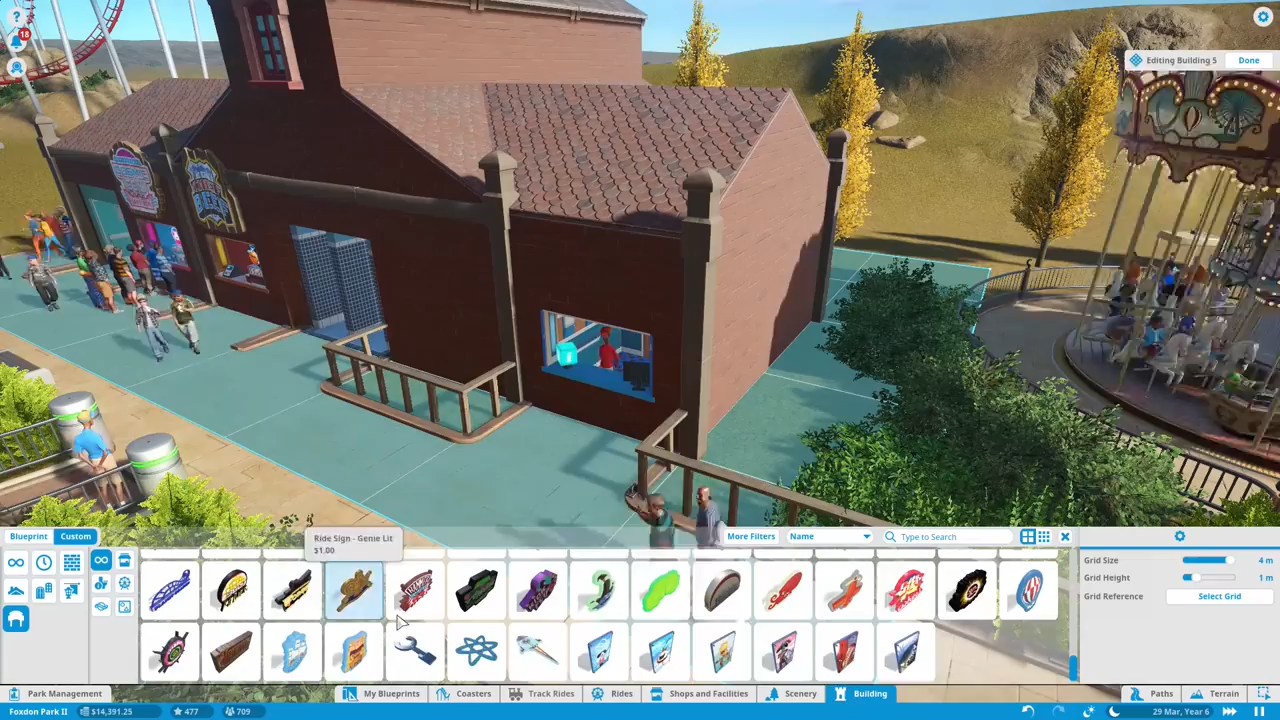 ?
18
Editing Building 5
Done
BEEF
Blueprint
Custom
Ride Sign - Genie Lit
$1.00
More Filters
Name
Type to Search
Grid Size
4 m
Grid Height
1 m
Grid Reference
Select Grid
Park Management
My Blueprints
Coasters
Track Rides
Rides
Shops and Facilities
Scenery
Building
Paths
Terrain
Foxdon Park II
$14,391.25
477
709
29 Mar, Year 6